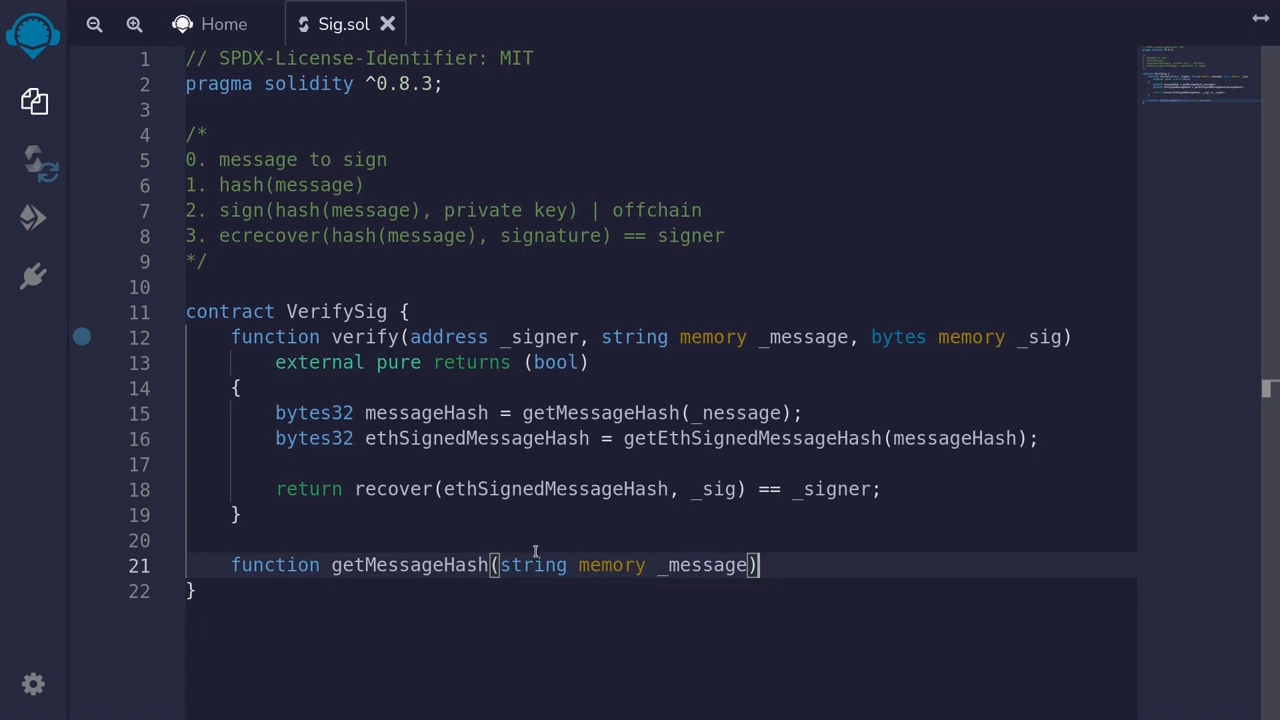 Home
Sig.sol
1 // SPDX-License-Identifier: MIT
2 pragma solidity ^0.8.3;
3
4 /*
5 0. message to sign
6 1. hash(message)
7 2. sign(hash(message), private key) | offchain
8 3. ecrecover(hash(message), signature) == signer
9 */
10
11 contract VerifySig {
12 function verify(address _signer, string memory _message, bytes memory _sig)
13 external pure returns (bool)
14 {
15 bytes32 messageHash = getMessageHash(_nessage);
16 bytes32 ethSignedMessageHash = getEthSignedMessageHash(messageHash);
17
18 return recover(ethSignedMessageHash, _sig) == _signer;
19 }
20
21 function getMessageHash(string memory _message)
22 }